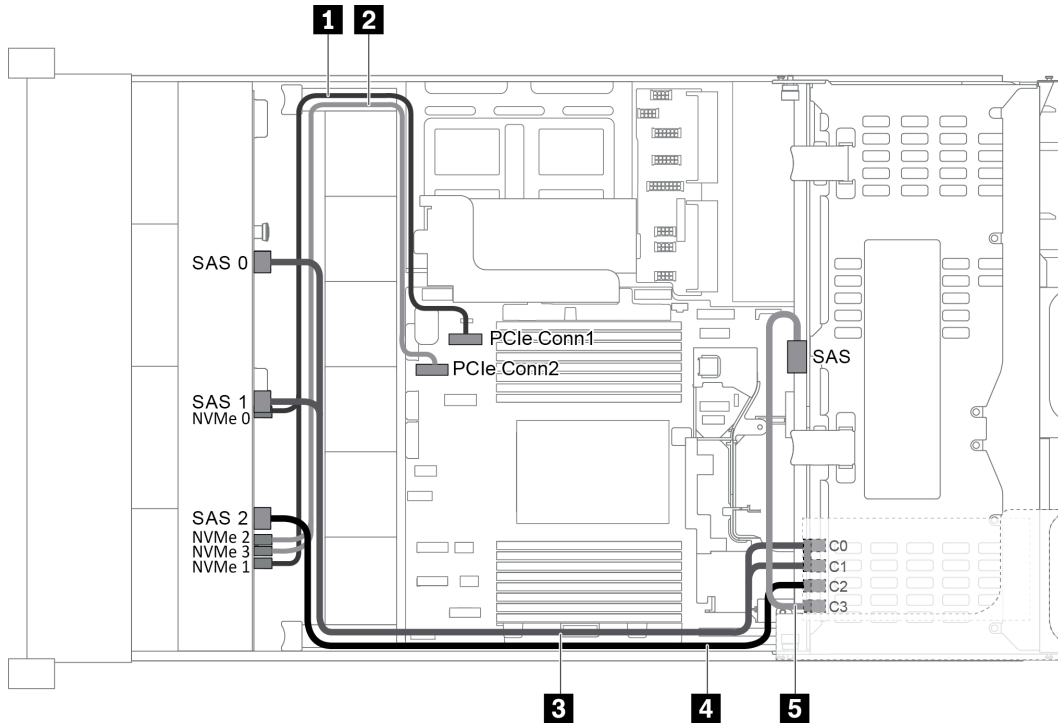 1 2
SAS 0
PCIe Conn1
SAS
PCIe Conn2
SAS 1
NVMe 0
SAS 2
NVMe 2
NVMe 3
NVMe 1
C0
C1
C2
C3
3 4 5